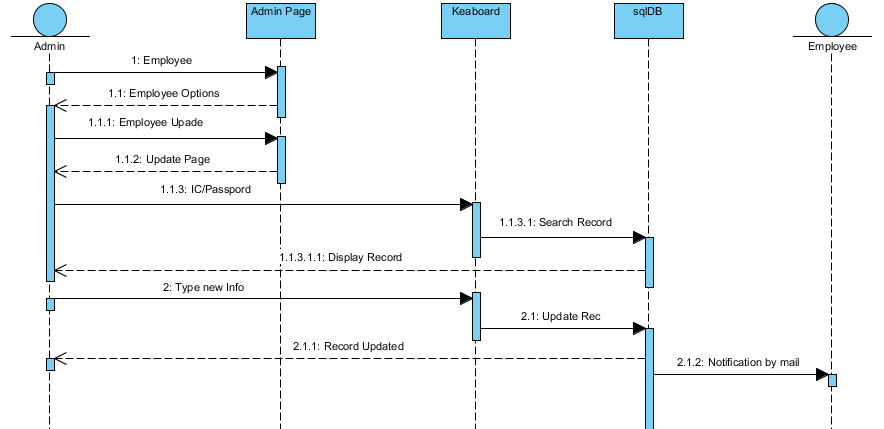 Admin Page
Keaboard
sqlDB
Admin
Employee
1: Employee
1.1: Employee Options
1.1.1: Employee Upade
1.1.2: Update Page
1.1.3: IC/Passpord
1.1.3.1: Search Record
1.1.3.1.1: Display Record
2: Type new Info
2.1: Update Rec
2.1.1: Record Updated
2.1.2: Notification by mail